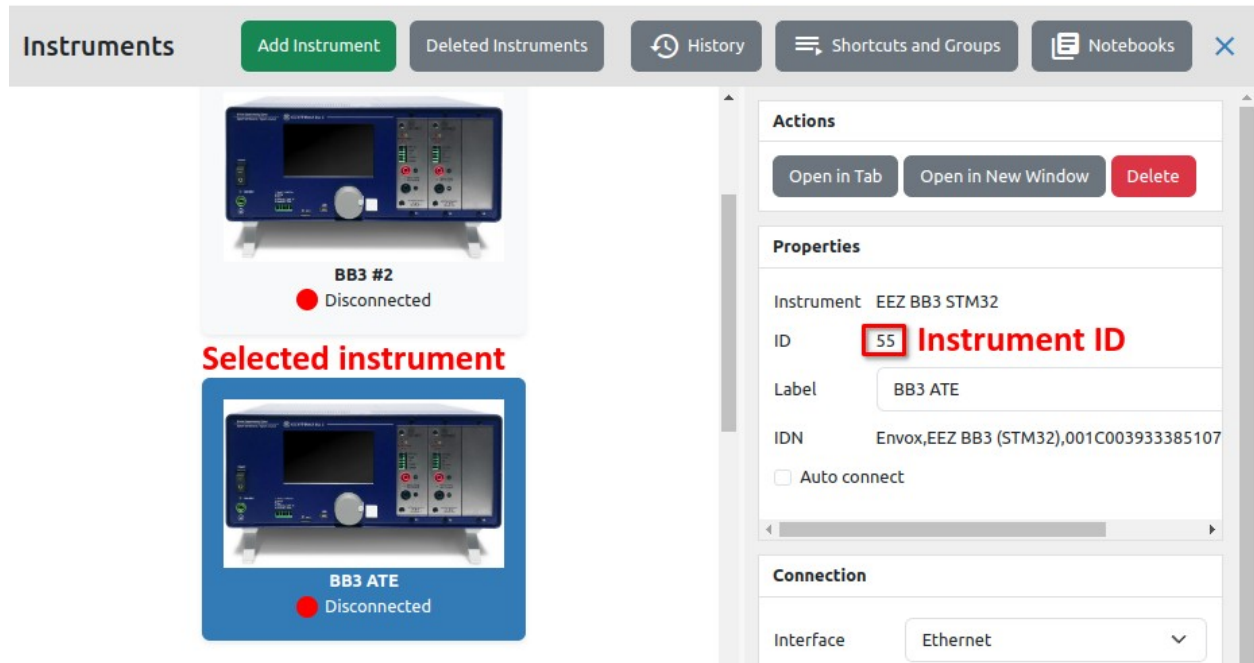 Instruments
Add Instrument
Deleted Instruments
History
Shortcuts and Groups
Notebooks
BB3 #2
Disconnected
Selected instrument
BB3 ATE
Disconnected
Actions
Open in Tab
Open in New Window
Delete
Properties
Instrument EEZ BB3 STM32
ID 55 Instrument ID
Label BB3 ATE
IDN Envox,EEZ BB3 (STM32),001C003933385107
Auto connect
Connection
Interface Ethernet